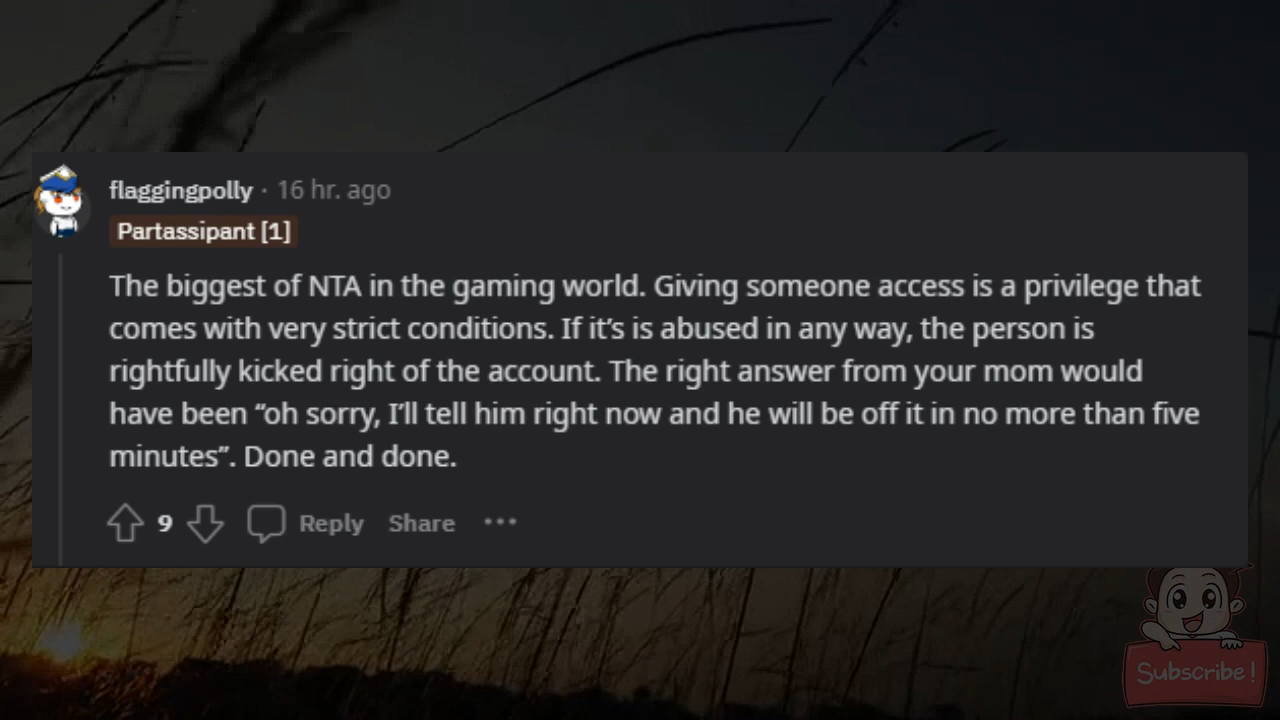 flaggingpolly · 16 hr. ago
Partassipant [1]
The biggest of NTA in the gaming world. Giving someone access is a privilege that
comes with very strict conditions. If it’s is abused in any way, the person is
rightfully kicked right of the account. The right answer from your mom would
have been “oh sorry, I’ll tell him right now and he will be off it in no more than five
minutes”. Done and done.
9 Reply Share ···
Subscribe!